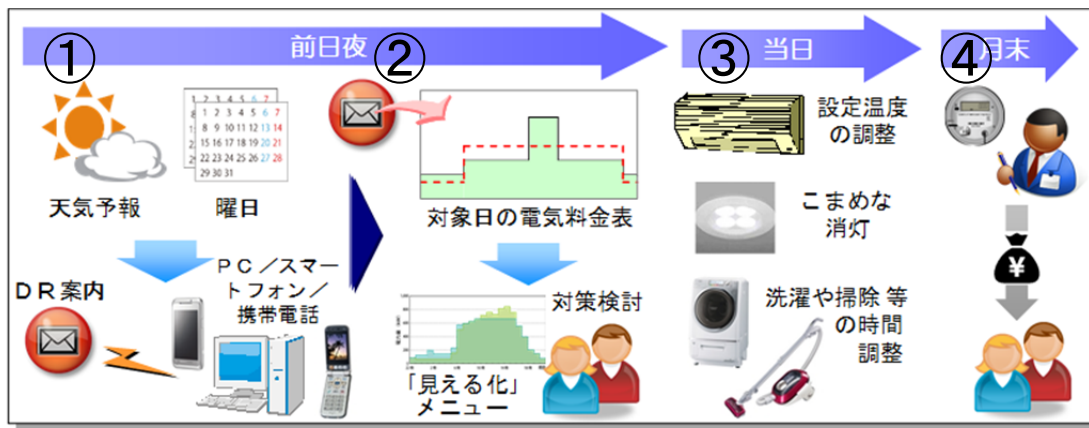 ① 前日夜 ②
天気予報
曜日
DR案内
PC/スマー
トフォン/
携帯電話
対象日の電気料金表
対策検討
「見える化」
メニュー
③ 当日
設定温度
の調整
こまめな
消灯
洗濯や掃除 等
の時間
調整
④ 月末
¥